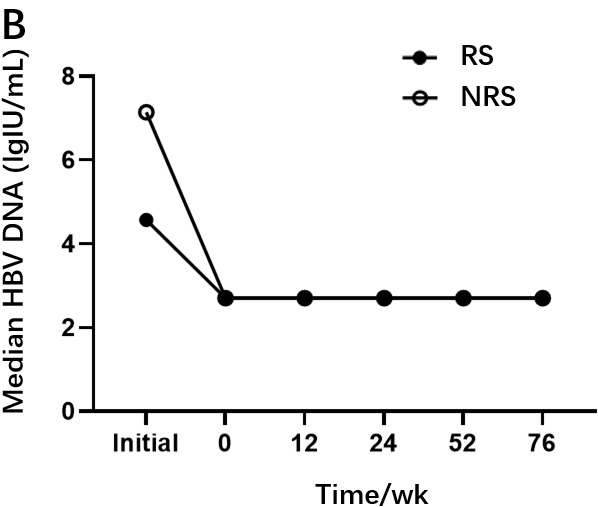 B
RS
NRS
Median HBV DNA (lgIU/mL)
8
6
4
2
0
Initial 0 12 24 52 76
Time/wk